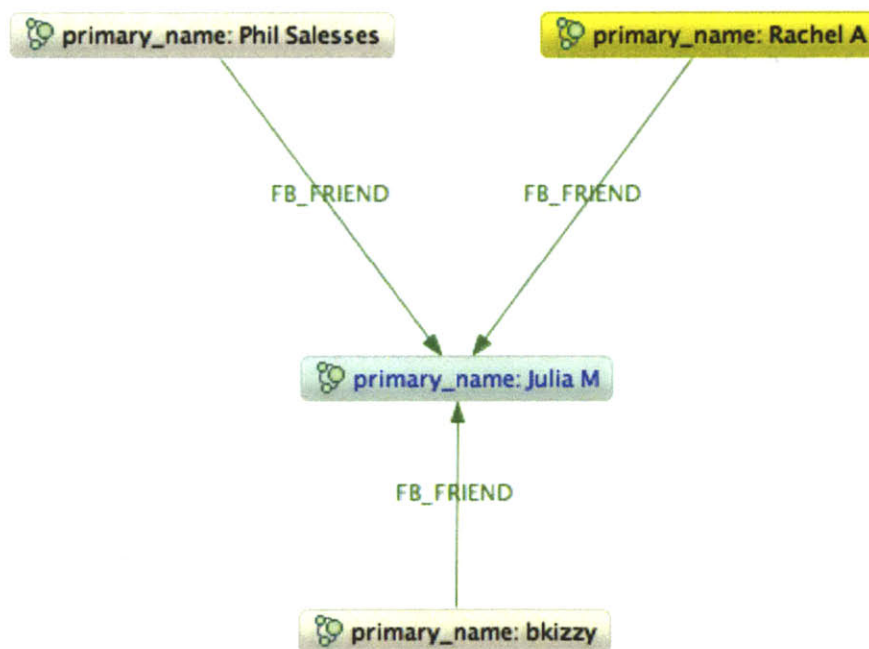 primary_name: Phil Salesses
primary_name: Rachel A
FB_FRIEND
FB_FRIEND
primary_name: Julia M
FB_FRIEND
primary_name: bkizzy